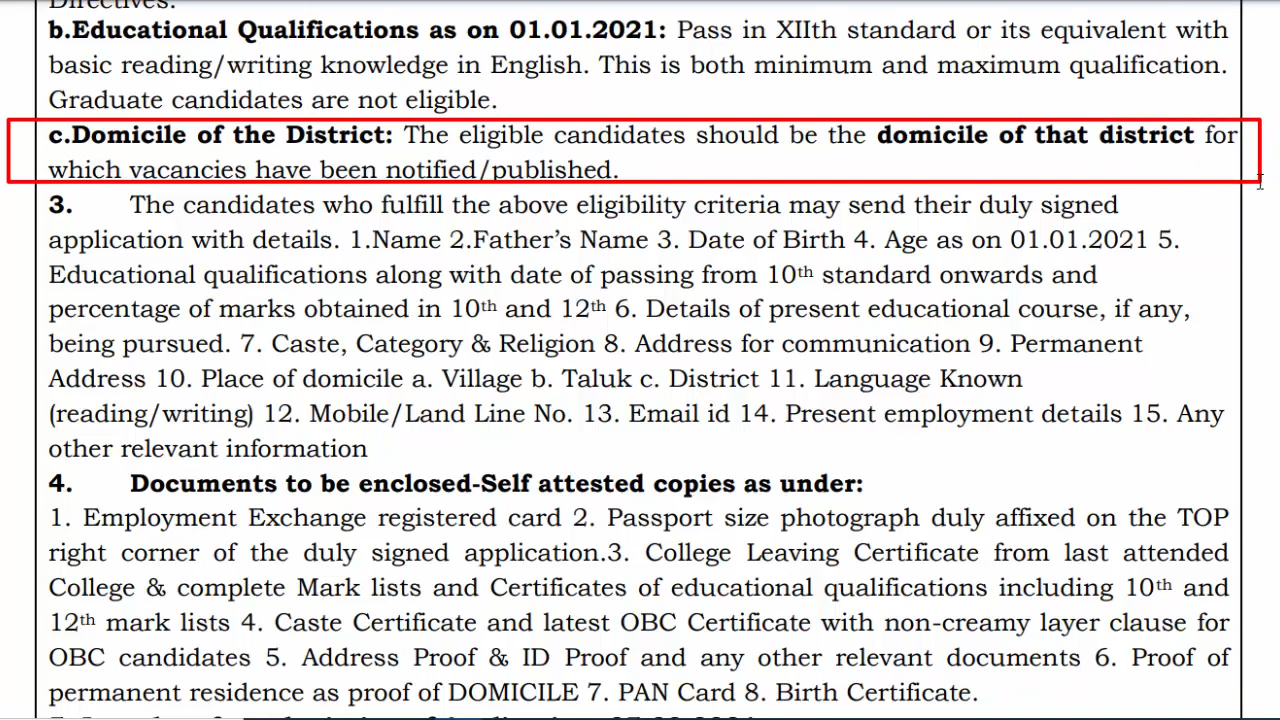 Directives.
b.Educational Qualifications as on 01.01.2021: Pass in XIIth standard or its equivalent with
basic reading/writing knowledge in English. This is both minimum and maximum qualification.
Graduate candidates are not eligible.
c.Domicile of the District: The eligible candidates should be the domicile of that district for
which vacancies have been notified/published.
3. The candidates who fulfill the above eligibility criteria may send their duly signed
application with details. 1.Name 2.Father’s Name 3. Date of Birth 4. Age as on 01.01.2021 5.
Educational qualifications along with date of passing from 10th standard onwards and
percentage of marks obtained in 10th and 12th 6. Details of present educational course, if any,
being pursued. 7. Caste, Category & Religion 8. Address for communication 9. Permanent
Address 10. Place of domicile a. Village b. Taluk c. District 11. Language Known
(reading/writing) 12. Mobile/Land Line No. 13. Email id 14. Present employment details 15. Any
other relevant information
4. Documents to be enclosed-Self attested copies as under:
1. Employment Exchange registered card 2. Passport size photograph duly affixed on the TOP
right corner of the duly signed application.3. College Leaving Certificate from last attended
College & complete Mark lists and Certificates of educational qualifications including 10th and
12th mark lists 4. Caste Certificate and latest OBC Certificate with non-creamy layer clause for
OBC candidates 5. Address Proof & ID Proof and any other relevant documents 6. Proof of
permanent residence as proof of DOMICILE 7. PAN Card 8. Birth Certificate.